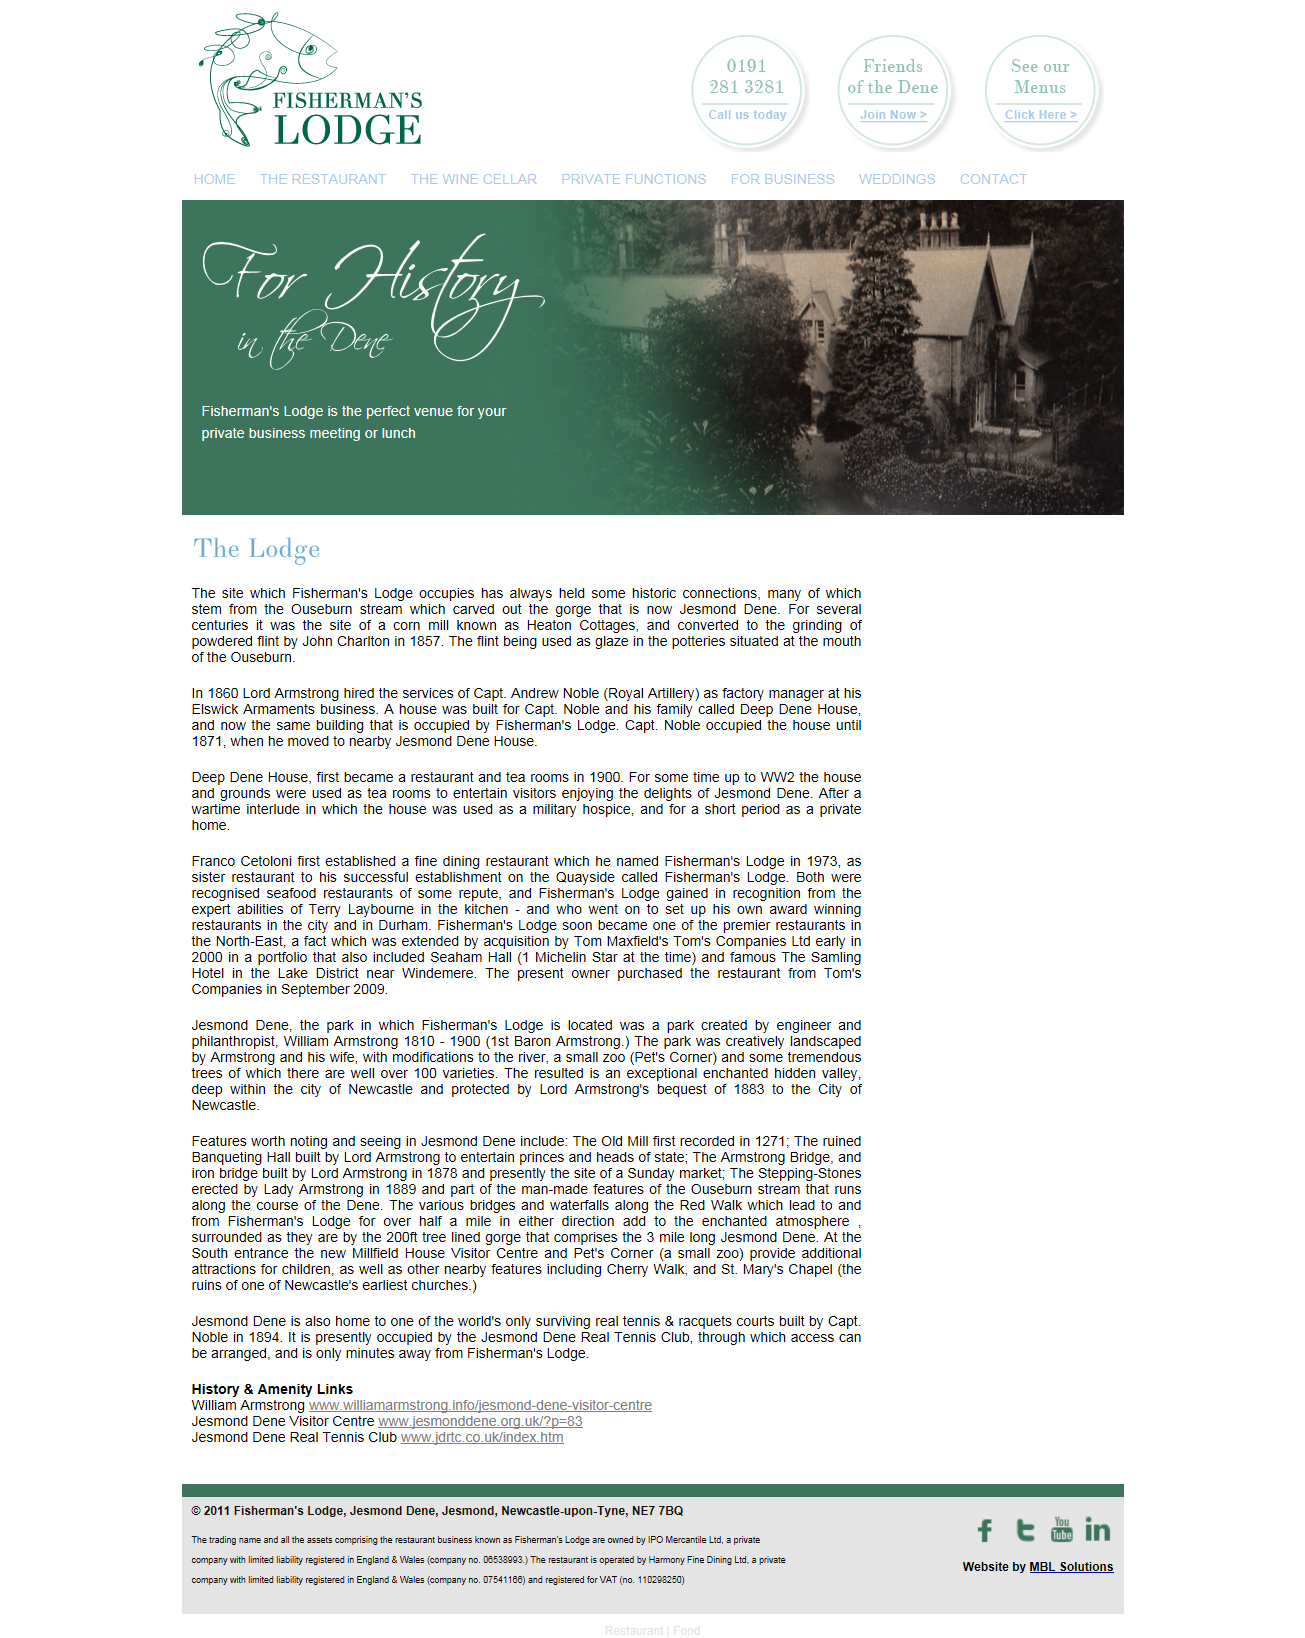 FISHERMAN'S
LODGE
0191
281 3281
Call us today
Friends
of the Dene
Join Now >
See our
Menus
Click Here >
HOME THE RESTAURANT THE WINE CELLAR PRIVATE FUNCTIONS FOR BUSINESS WEDDINGS CONTACT
For History
in the Dene
Fisherman's Lodge is the perfect venue for your
private business meeting or lunch
The Lodge
The site which Fisherman's Lodge occupies has always held some historic connections, many of which
stem from the Ouseburn stream which carved out the gorge that is now Jesmond Dene. For several
centuries it was the site of a corn mill known as Heaton Cottages, and converted to the grinding of
powdered flint by John Charlton in 1857. The flint being used as glaze in the potteries situated at the mouth
of the Ouseburn.
In 1860 Lord Armstrong hired the services of Capt. Andrew Noble (Royal Artillery) as factory manager at his
Elswick Armaments business. A house was built for Capt. Noble and his family called Deep Dene House,
and now the same building that is occupied by Fisherman's Lodge. Capt. Noble occupied the house until
1871, when he moved to nearby Jesmond Dene House.
Deep Dene House, first became a restaurant and tea rooms in 1900. For some time up to WW2 the house
and grounds were used as tea rooms to entertain visitors enjoying the delights of Jesmond Dene. After a
wartime interlude in which the house was used as a military hospice, and for a short period as a private
home.
Franco Cetoloni first established a fine dining restaurant which he named Fisherman's Lodge in 1973, as
sister restaurant to his successful establishment on the Quayside called Fisherman's Lodge. Both were
recognised seafood restaurants of some repute, and Fisherman's Lodge gained in recognition from the
expert abilities of Terry Laybourne in the kitchen - and who went on to set up his own award winning
restaurants in the city and in Durham. Fisherman's Lodge soon became one of the premier restaurants in
the North-East, a fact which was extended by acquisition by Tom Maxfield's Tom's Companies Ltd early in
2000 in a portfolio that also included Seaham Hall (1 Michelin Star at the time) and famous The Samling
Hotel in the Lake District near Windemere. The present owner purchased the restaurant from Tom's
Companies in September 2009.
Jesmond Dene, the park in which Fisherman's Lodge is located was a park created by engineer and
philanthropist, William Armstrong 1810 - 1900 (1st Baron Armstrong.) The park was creatively landscaped
by Armstrong and his wife, with modifications to the river, a small zoo (Pet's Corner) and some tremendous
trees of which there are well over 100 varieties. The resulted is an exceptional enchanted hidden valley,
deep within the city of Newcastle and protected by Lord Armstrong's bequest of 1883 to the City of
Newcastle.
Features worth noting and seeing in Jesmond Dene include: The Old Mill first recorded in 1271; The ruined
Banqueting Hall built by Lord Armstrong to entertain princes and heads of state; The Armstrong Bridge, and
iron bridge built by Lord Armstrong in 1878 and presently the site of a Sunday market; The Stepping-Stones
erected by Lady Armstrong in 1889 and part of the man-made features of the Ouseburn stream that runs
along the course of the Dene. The various bridges and waterfalls along the Red Walk which lead to and
from Fisherman's Lodge for over half a mile in either direction add to the enchanted atmosphere ,
surrounded as they are by the 200ft tree lined gorge that comprises the 3 mile long Jesmond Dene. At the
South entrance the new Millfield House Visitor Centre and Pet's Corner (a small zoo) provide additional
attractions for children, as well as other nearby features including Cherry Walk, and St. Mary's Chapel (the
ruins of one of Newcastle's earliest churches.)
Jesmond Dene is also home to one of the world's only surviving real tennis & racquets courts built by Capt.
Noble in 1894. It is presently occupied by the Jesmond Dene Real Tennis Club, through which access can
be arranged, and is only minutes away from Fisherman's Lodge.
History & Amenity Links
William Armstrong www.williamarmstrong.info/jesmond-dene-visitor-centre
Jesmond Dene Visitor Centre www.jesmonddene.org.uk/?p=83
Jesmond Dene Real Tennis Club www.jdrtc.co.uk/index.htm
© 2011 Fisherman's Lodge, Jesmond Dene, Jesmond, Newcastle-upon-Tyne, NE7 7BQ
The trading name and all the assets comprising the restaurant business known as Fisherman's Lodge are owned by IPO Mercantile Ltd, a private
company with limited liability registered in England & Wales (company no. 06538993.) The restaurant is operated by Harmony Fine Dining Ltd, a private
company with limited liability registered in England & Wales (company no. 07541166) and registered for VAT (no. 110298250)
You
Tube
Website by MBL Solutions
Restaurant | Food